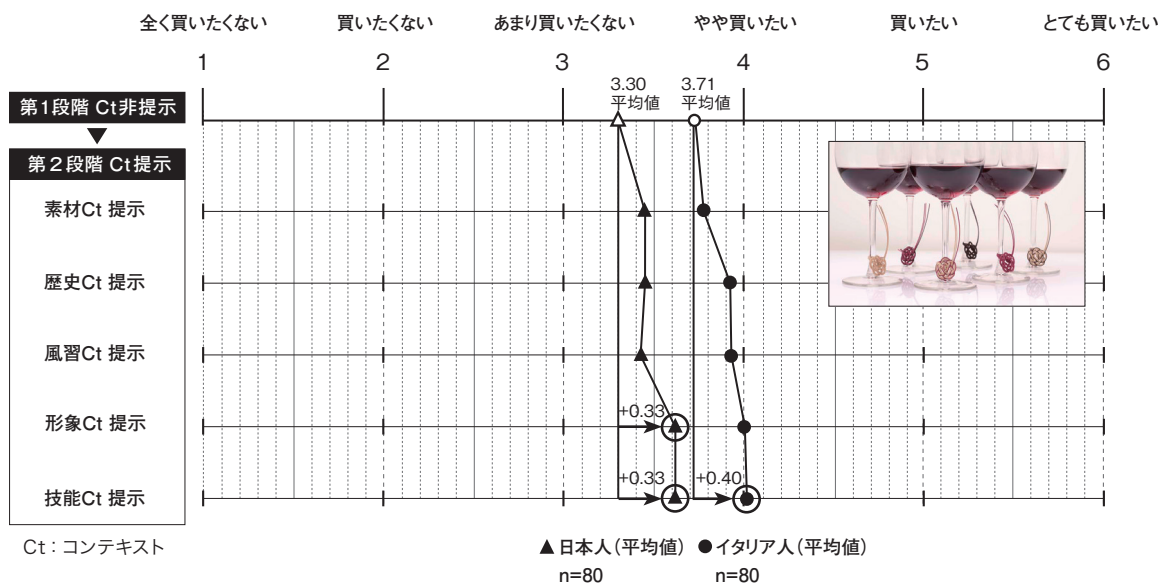 全く買いたくない 買いたくない あまり買いたくない やや買いたい 買いたい とても買いたい
1 2 3 4 5 6
3.30 3.71
平均値 平均値
第1段階 Ct非提示
▼
第2段階 Ct提示
素材Ct 提示
歴史Ct 提示
風習Ct 提示
+0.33
形象Ct 提示
+0.33 +0.40
技能Ct 提示
Ct：コンテキスト
▲日本人（平均値） ●イタリア人（平均値）
n=80 n=80